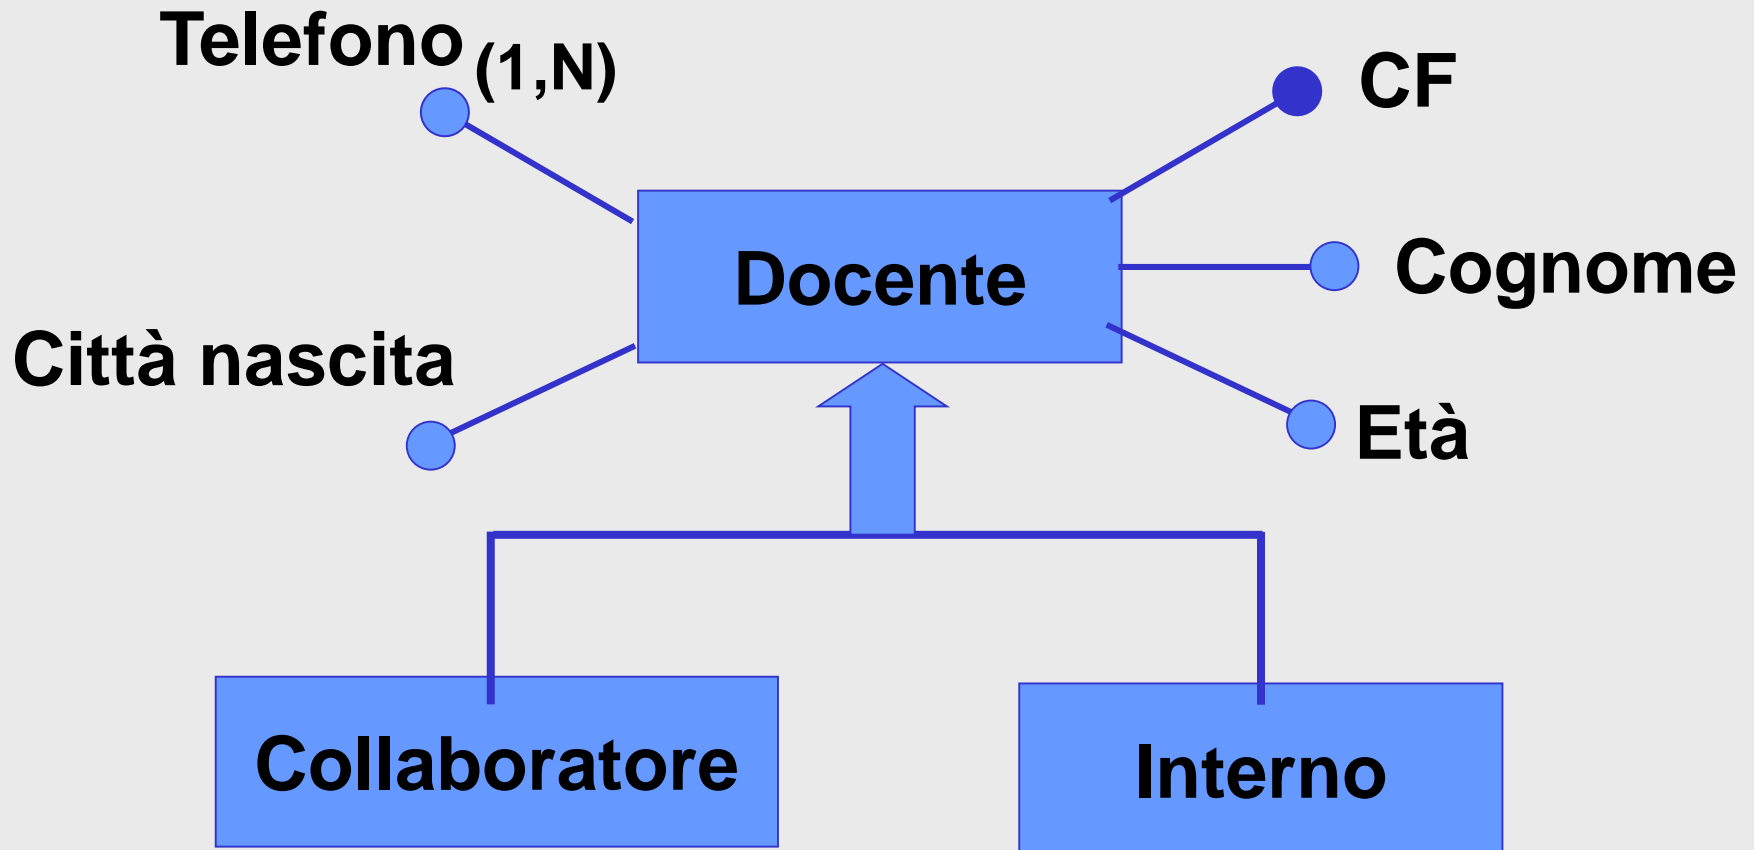 Telefono (1,N)
CF
Docente
Cognome
Città nascita
Età
Collaboratore
Interno